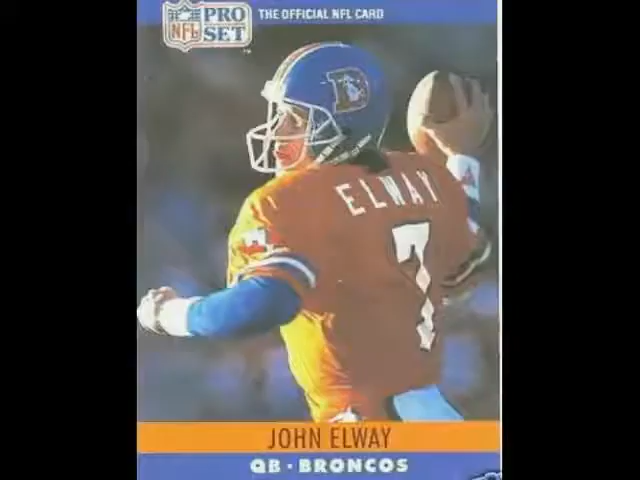 NFL
PRO
SET
THE OFFICIAL NFL CARD
D
ELWAY
7
JOHN ELWAY
QB · BRONCOS